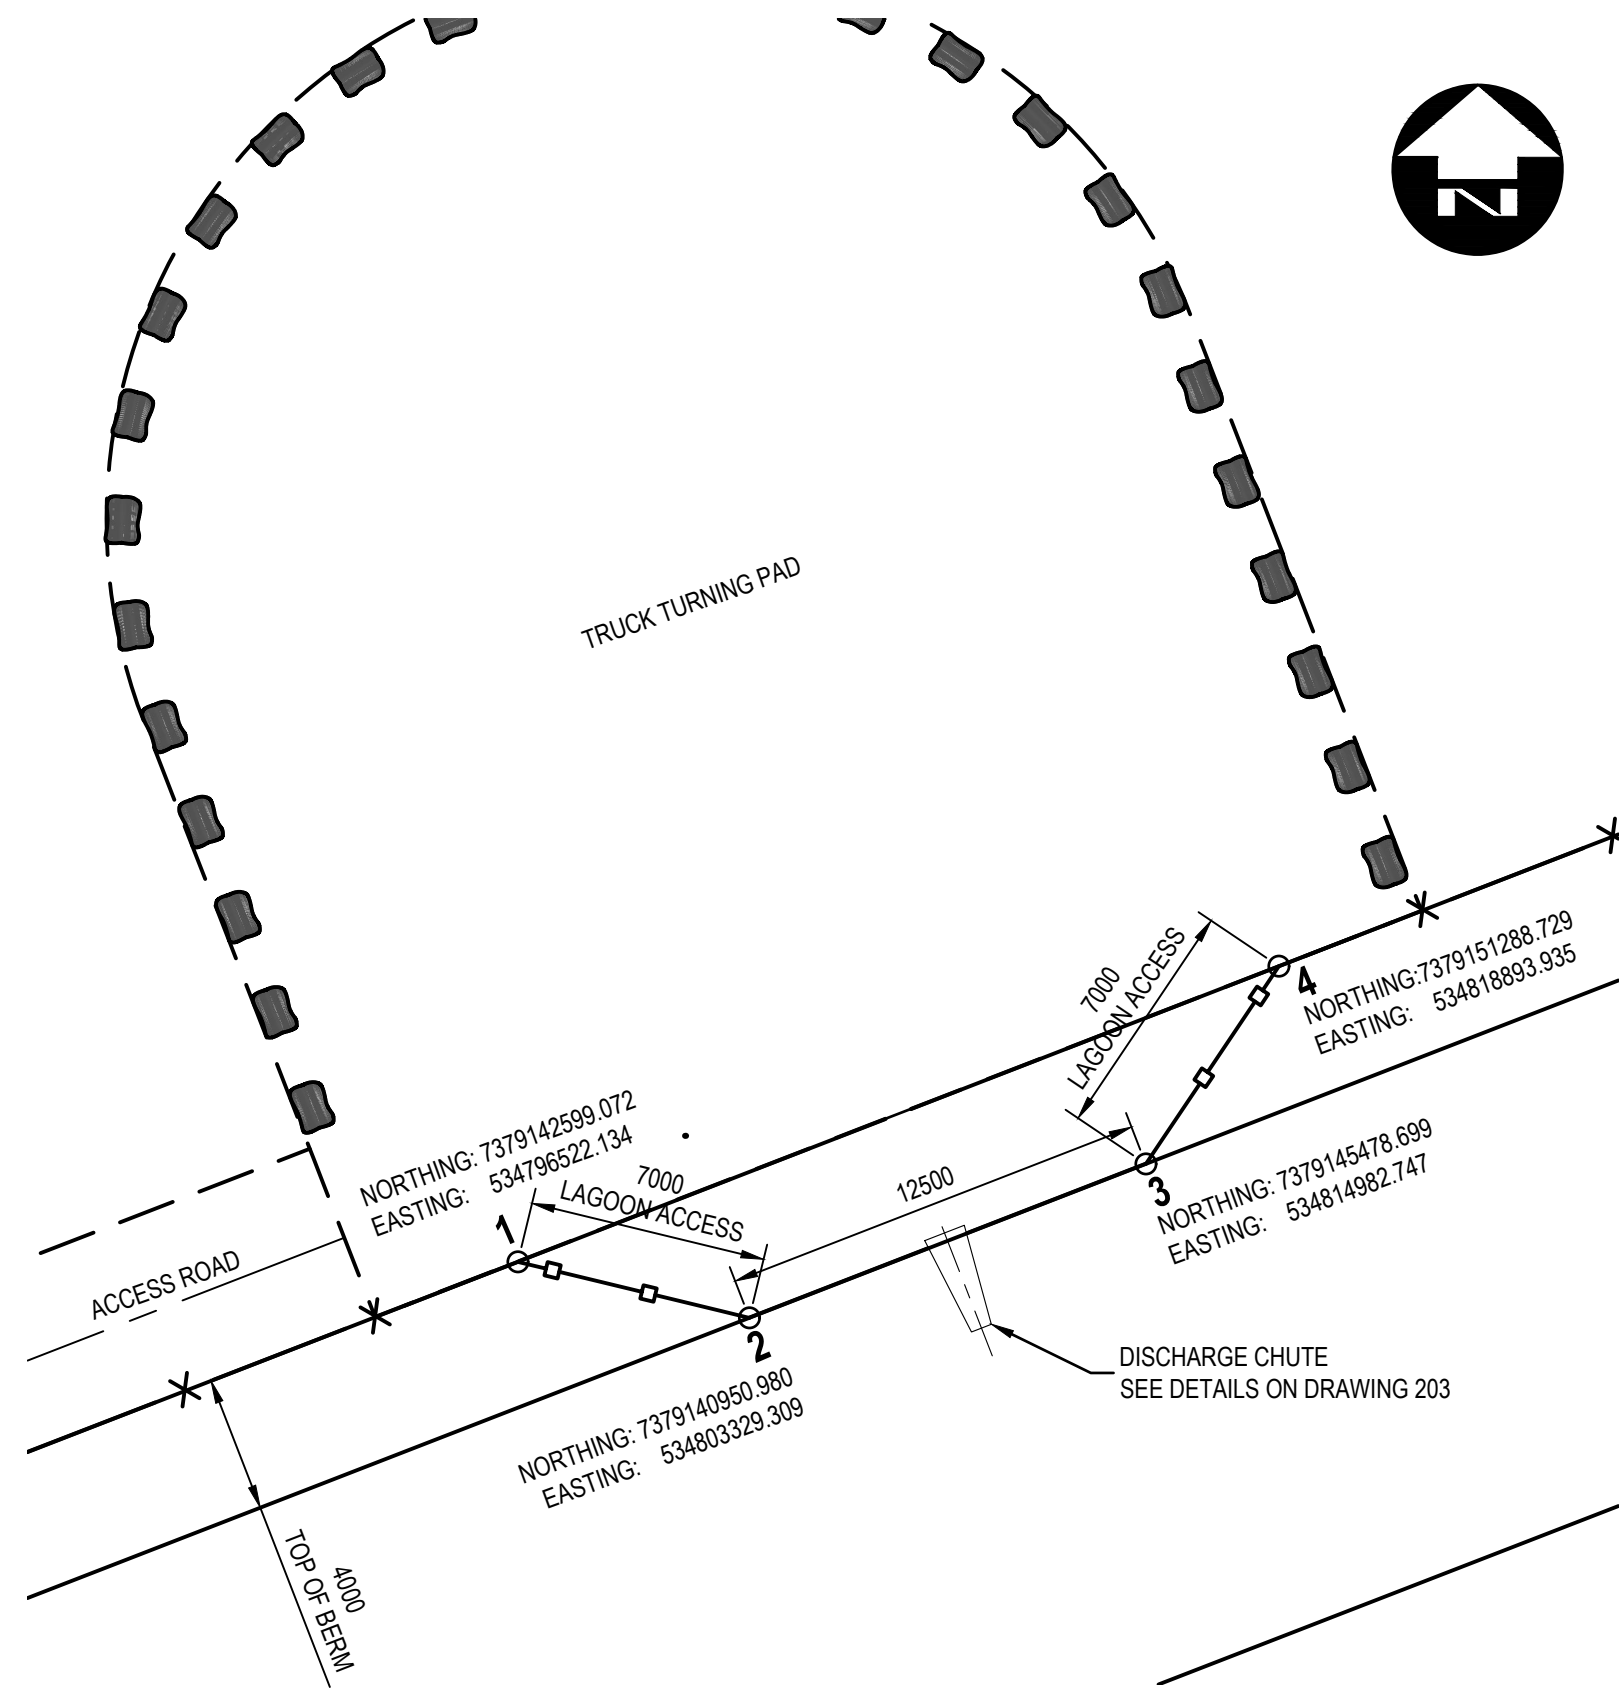 N
TRUCK TURNING PAD
7000
LAGOON ACCESS
4
NORTHING:7379151288.729
EASTING: 534818893.935
NORTHING: 7379142599.072
EASTING: 534796522.134
1
7000
LAGOON ACCESS
12500
3
NORTHING: 7379145478.699
EASTING: 534814982.747
ACCESS ROAD
2
NORTHING: 7379140950.980
EASTING: 534803329.309
DISCHARGE CHUTE
SEE DETAILS ON DRAWING 203
4000
TOP OF BERM